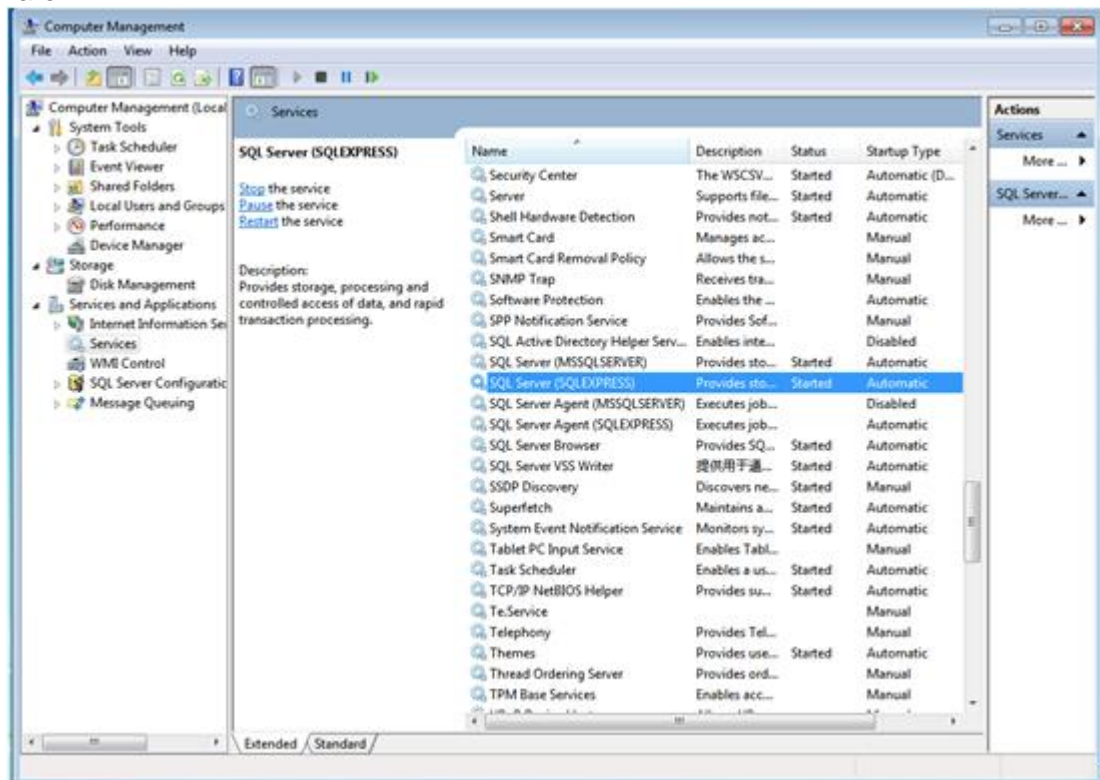 Computer Management
File Action View Help
Computer Management (Local
System Tools
Task Scheduler
Event Viewer
Shared Folders
Local Users and Groups
Performance
Device Manager
Storage
Disk Management
Services and Applications
Internet Information Se
Services
WMI Control
SQL Server Configuratic
Message Queuing
Services
SQL Server (SQLEXPRESS)
Stop the service
Pause the service
Restart the service
Description:
Provides storage, processing and
controlled access of data, and rapid
transaction processing.
Name Description Status Startup Type
Security Center The WSCSV... Started Automatic (D...
Server Supports file... Started Automatic
Shell Hardware Detection Provides not... Started Automatic
Smart Card Manages ac... Manual
Smart Card Removal Policy Allows the s... Manual
SNMP Trap Receives tra... Manual
Software Protection Enables the ... Automatic
SPP Notification Service Provides Sof... Manual
SQL Active Directory Helper Serv... Enables inte... Disabled
SQL Server (MSSQLSERVER) Provides sto... Started Automatic
SQL Server (SQLEXPRESS) Provides sto... Started Automatic
SQL Server Agent (MSSQLSERVER) Executes job... Disabled
SQL Server Agent (SQLEXPRESS) Executes job... Automatic
SQL Server Browser Provides SQ... Started Automatic
SQL Server VSS Writer 提供用于通... Started Automatic
SSDP Discovery Discovers ne... Started Manual
Superfetch Maintains a... Started Automatic
System Event Notification Service Monitors sy... Started Automatic
Tablet PC Input Service Enables Tabl... Manual
Task Scheduler Enables a us... Started Automatic
TCP/IP NetBIOS Helper Provides su... Started Automatic
Te.Service Manual
Telephony Provides Tel... Manual
Themes Provides use... Started Automatic
Thread Ordering Server Provides ord... Manual
TPM Base Services Enables acc... Manual
Extended Standard
Actions
Services
More ...
SQL Server...
More ...